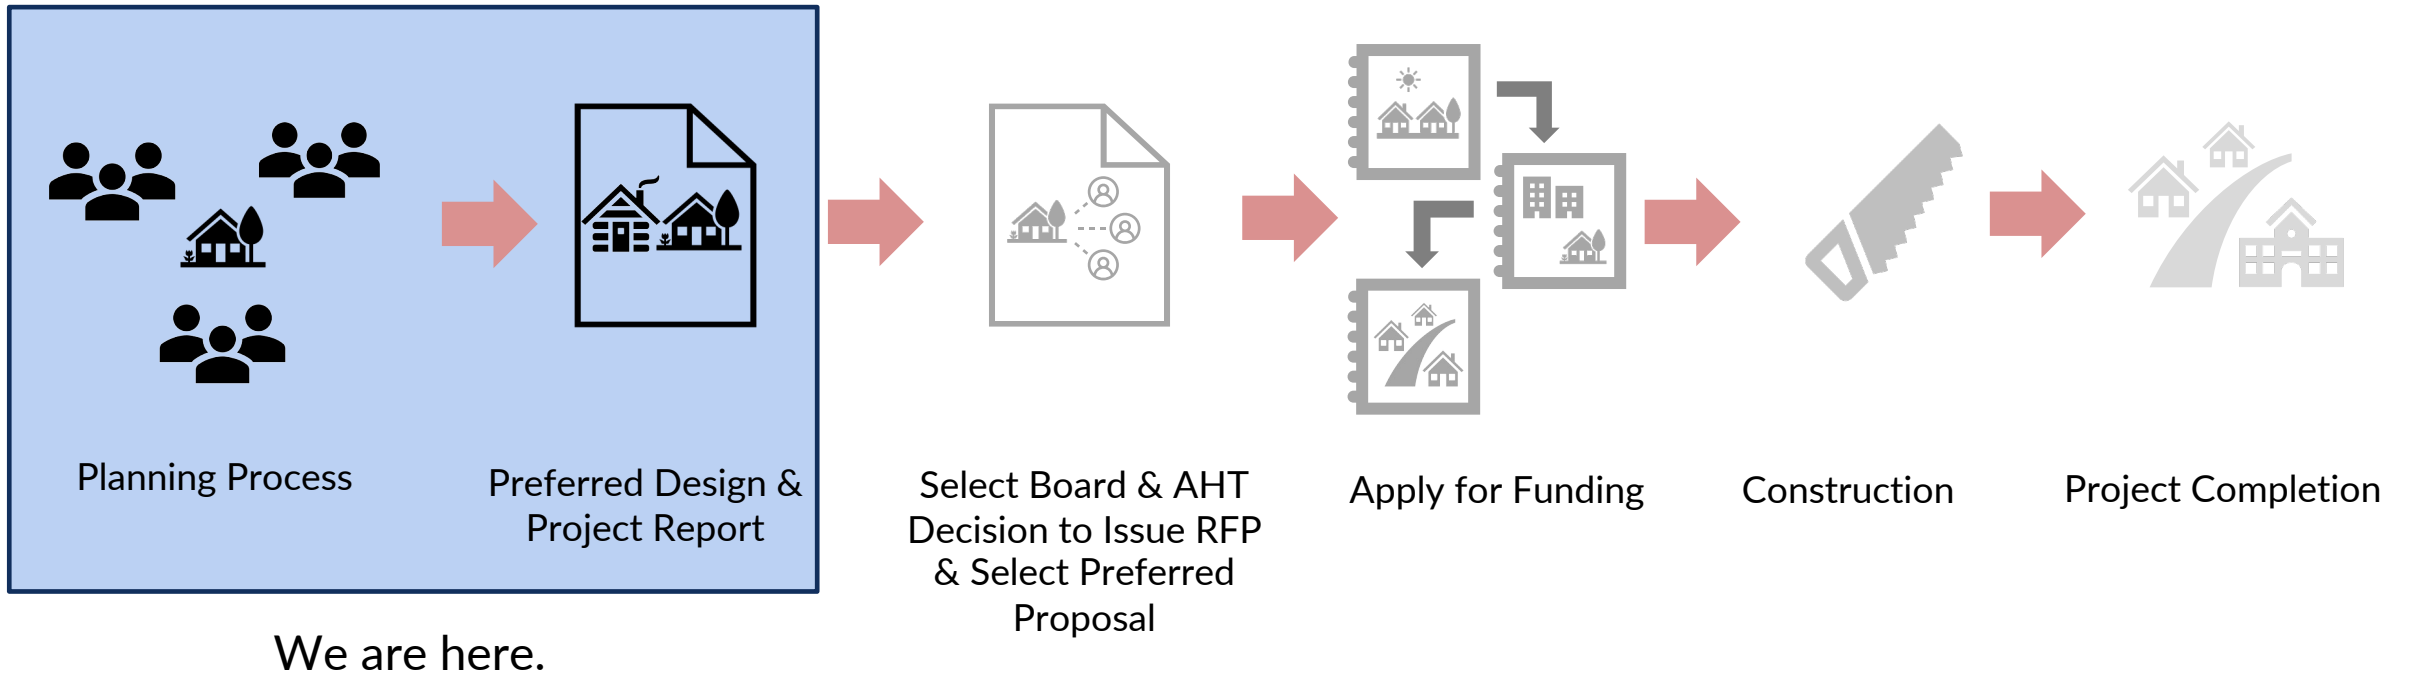 Planning Process
Preferred Design &
Project Report
Select Board & AHT
Decision to Issue RFP
& Select Preferred
Proposal
Apply for Funding
Construction
Project Completion
We are here.